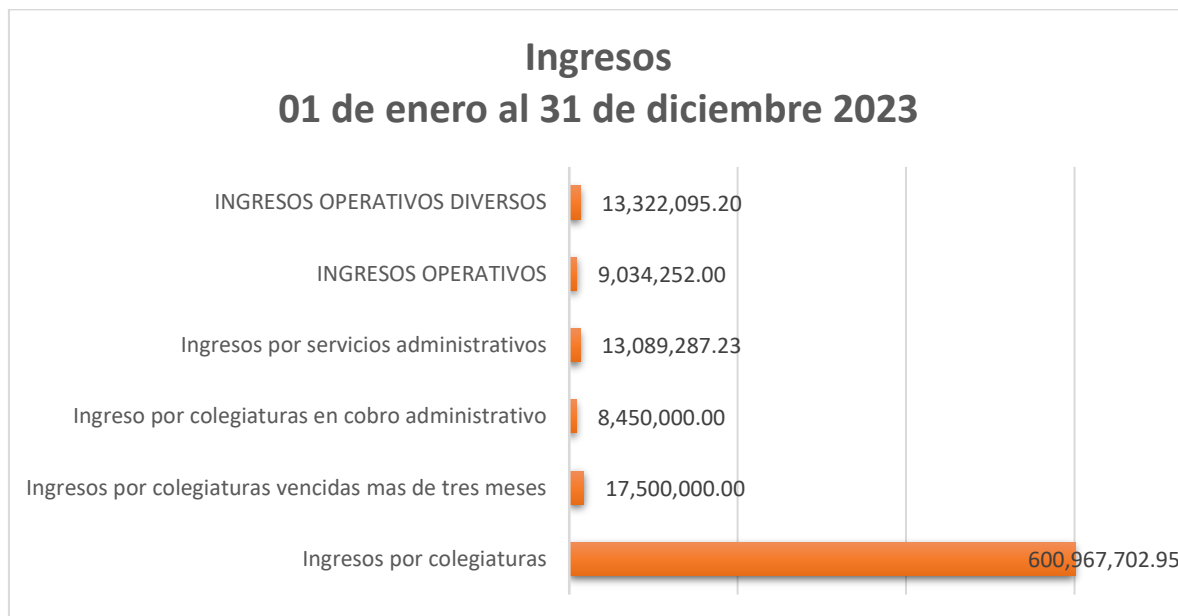 Ingresos
01 de enero al 31 de diciembre 2023
INGRESOS OPERATIVOS DIVERSOS 13,322,095.20
INGRESOS OPERATIVOS 9,034,252.00
Ingresos por servicios administrativos 13,089,287.23
Ingreso por colegiaturas en cobro administrativo 8,450,000.00
Ingresos por colegiaturas vencidas mas de tres meses 17,500,000.00
Ingresos por colegiaturas 600,967,702.95